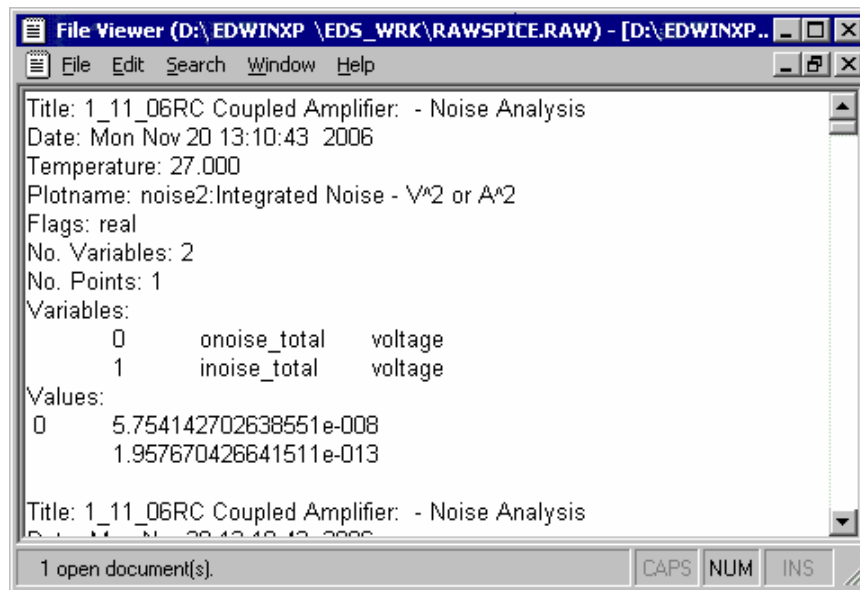 File Viewer (D:\EDWINXP \EDS_WRK\RAWSPICE.RAW) - [D:\EDWINXP..
File Edit Search Window Help
Title: 1_11_06RC Coupled Amplifier: - Noise Analysis
Date: Mon Nov 20 13:10:43 2006
Temperature: 27.000
Plotname: noise2:Integrated Noise - V^2 or A^2
Flags: real
No. Variables: 2
No. Points: 1
Variables:
0 onoise_total voltage
1 inoise_total voltage
Values:
0 5.754142702638551e-008
1.957670426641511e-013
Title: 1_11_06RC Coupled Amplifier: - Noise Analysis
1 open document(s). CAPS NUM INS